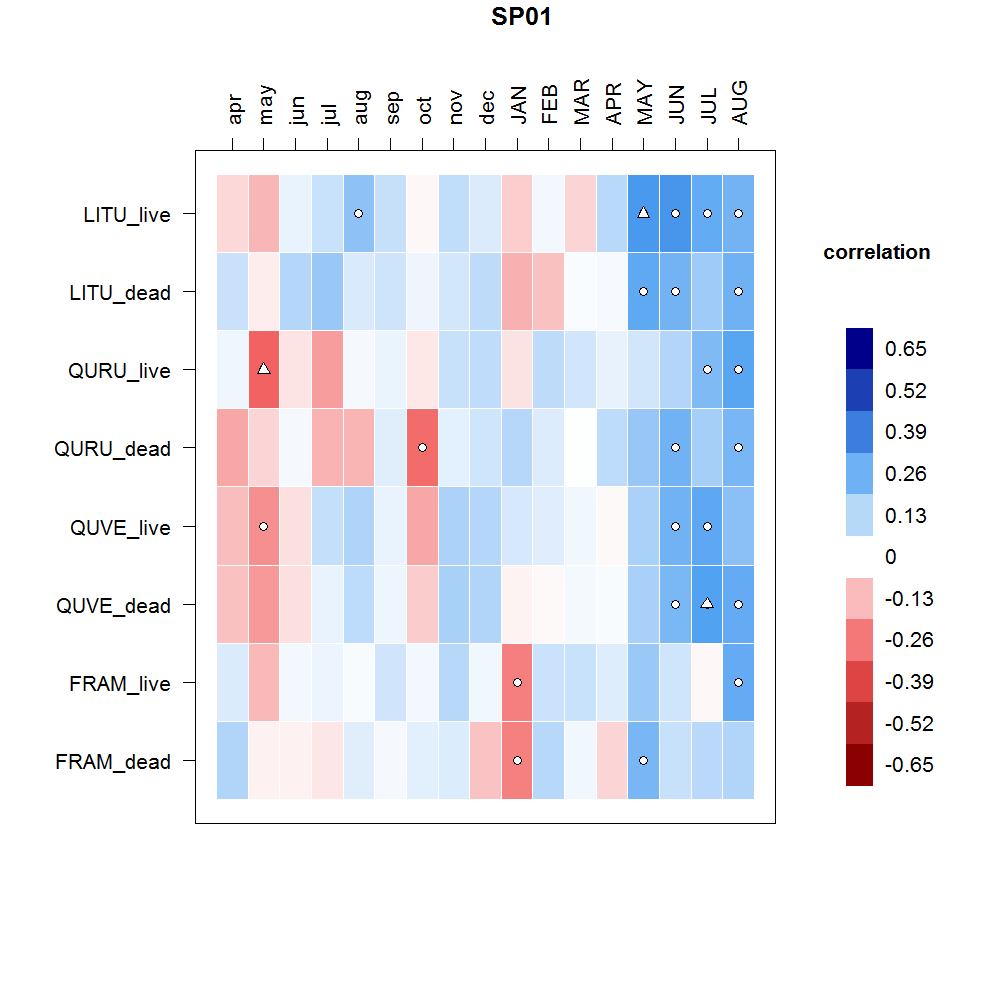 SP01
apr may jun jul aug sep oct nov dec JAN FEB MAR APR MAY JUN JUL AUG
LITU_live
LITU_dead
QURU_live
QURU_dead
QUVE_live
QUVE_dead
FRAM_live
FRAM_dead
correlation
0.65
0.52
0.39
0.26
0.13
0
-0.13
-0.26
-0.39
-0.52
-0.65